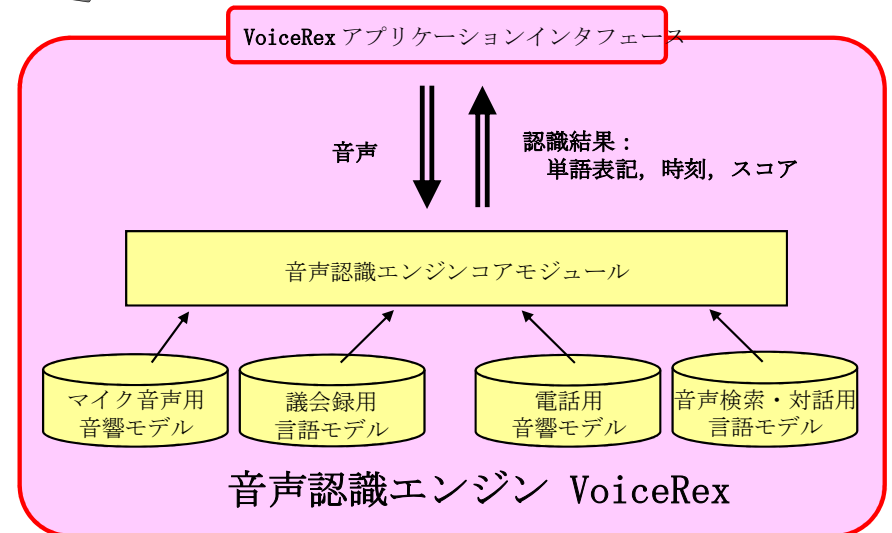 VoiceRex アプリケーションインタフェース
音声
認識結果：
単語表記, 時刻, スコア
音声認識エンジンコアモジュール
マイク音声用
音響モデル
議会録用
言語モデル
電話用
音響モデル
音声検索・対話用
言語モデル
音声認識エンジン VoiceRex